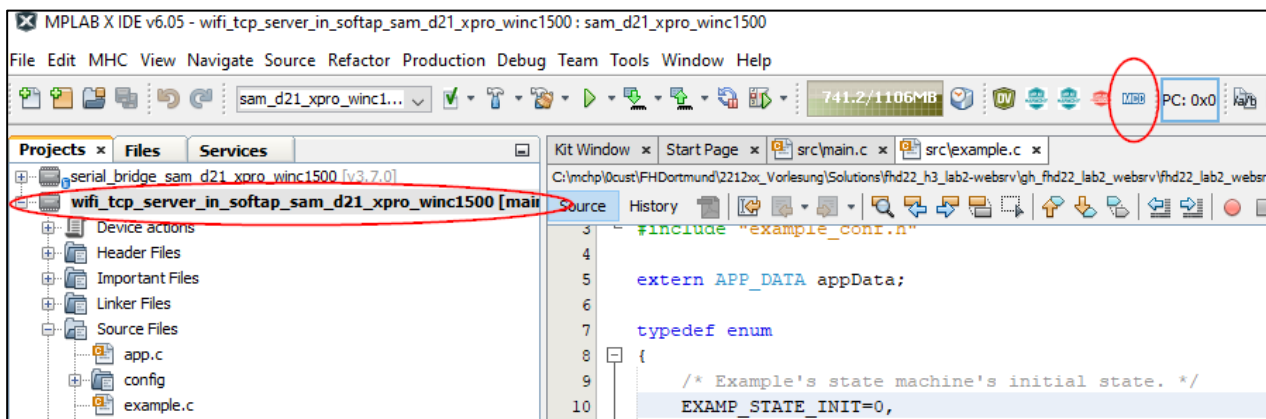 MPLAB X IDE v6.05 - wifi_tcp_server_in_softap_sam_d21_xpro_winc1500 : sam_d21_xpro_winc1500
File Edit MHC View Navigate Source Refactor Production Debug Team Tools Window Help
sam_d21_xpro_winc1... 741.2/1106MB DV MCC PC: 0x0
Projects x Files Services
Kit Window x Start Page x src\main.c x src\example.c x
serial_bridge_sam_d21_xpro_winc1500 [v3.7.0]
C:\mchp\0cust\FHDortmund\2212xx_Vorlesung\Solutions\fhd22_h3_lab2-websrv\gh_fhd22_lab2_websrv\fhd22_lab2_websr
wifi_tcp_server_in_softap_sam_d21_xpro_winc1500 [mai
Source History
Device actions
3 #include "example_conf.h"
Header Files
4
Important Files
5 extern APP_DATA appData;
Linker Files
6
Source Files
7 typedef enum
app.c
8 {
config
9 /* Example's state machine's initial state. */
example.c
10 EXAMP_STATE_INIT=0,